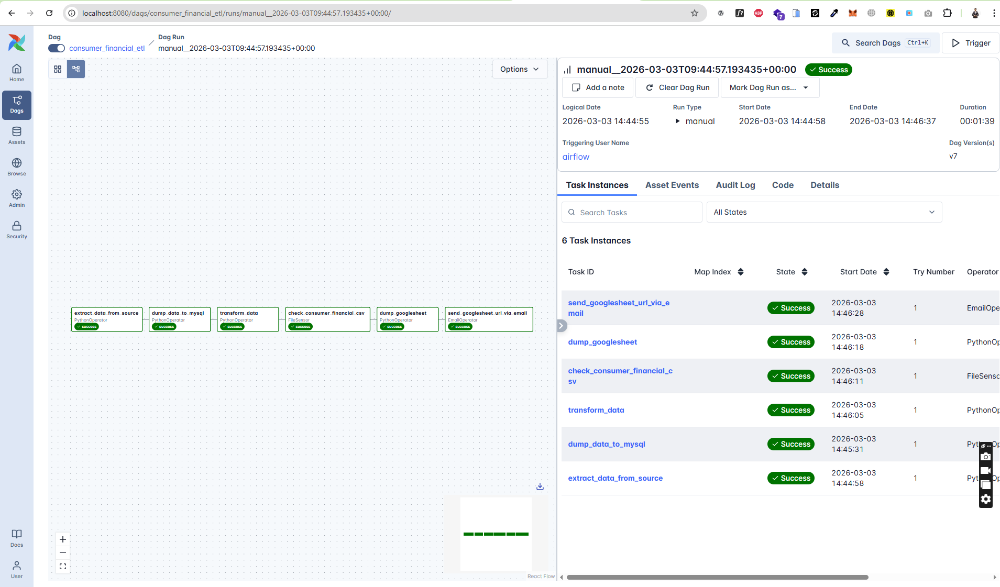 localhost:8080/dags/consumer_financial_etl/runs/manual__2026-03-03T09:44:57.193435+00:00/
f?
ABP
7
Dag
consumer_financial_etl
Dag Run
manual__2026-03-03T09:44:57.193435+00:00
Search Dags Ctrl+K
Trigger
Home
Dags
Assets
Browse
Admin
Security
Docs
User
Options
extract_data_from_source
PythonOperator
success
dump_data_to_mysql
PythonOperator
success
transform_data
PythonOperator
success
check_consumer_financial_csv
FileSensor
success
dump_googlesheet
PythonOperator
success
send_googlesheet_url_via_email
EmailOperator
success
React Flow
manual__2026-03-03T09:44:57.193435+00:00 Success
Add a note
Clear Dag Run
Mark Dag Run as...
Logical Date Run Type Start Date End Date Duration
2026-03-03 14:44:55 manual 2026-03-03 14:44:58 2026-03-03 14:46:37 00:01:39
Triggering User Name Dag Version(s)
airflow v7
Task Instances Asset Events Audit Log Code Details
Search Tasks
All States
6 Task Instances
Task ID Map Index State Start Date Try Number Operator
send_googlesheet_url_via_e
mail
Success
2026-03-03
14:46:28
1
EmailOpe
dump_googlesheet
Success
2026-03-03
14:46:18
1
PythonOp
check_consumer_financial_c
sv
Success
2026-03-03
14:46:11
1
FileSenso
transform_data
Success
2026-03-03
14:46:05
1
PythonOp
dump_data_to_mysql
Success
2026-03-03
14:45:31
1
extract_data_from_source
Success
2026-03-03
14:44:58
1